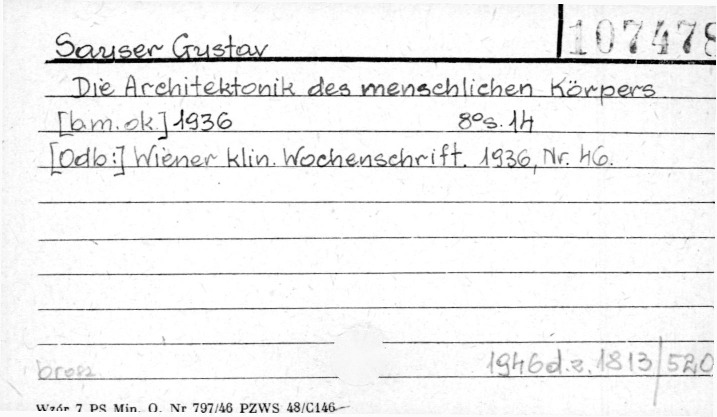 107478
Sauser Gustav
Die Architektonik des menschlichen Körpers
[b.m.ok.] 1936 8° s. 14
[Odb:] Wiener klin. Wochenschrift. 1936, Nr. 46.
1946 d.z. 1813/520
brosz
Wzór 7 PS Min. O. Nr 797/46 PZWS 48/C146